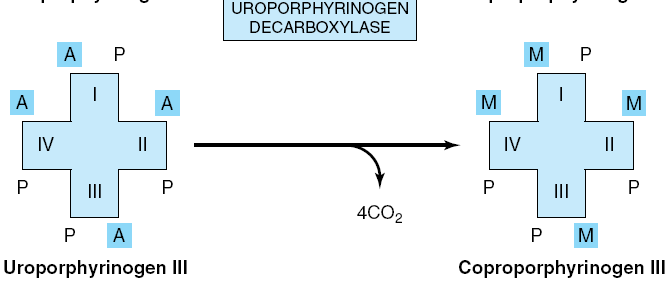 UROPORPHYRINOGEN
DECARBOXYLASE
A P
I
A A
IV II
P P
III
P A
Uroporphyrinogen III
4CO₂
M P
I
M M
IV II
P P
III
P M
Coproporphyrinogen III